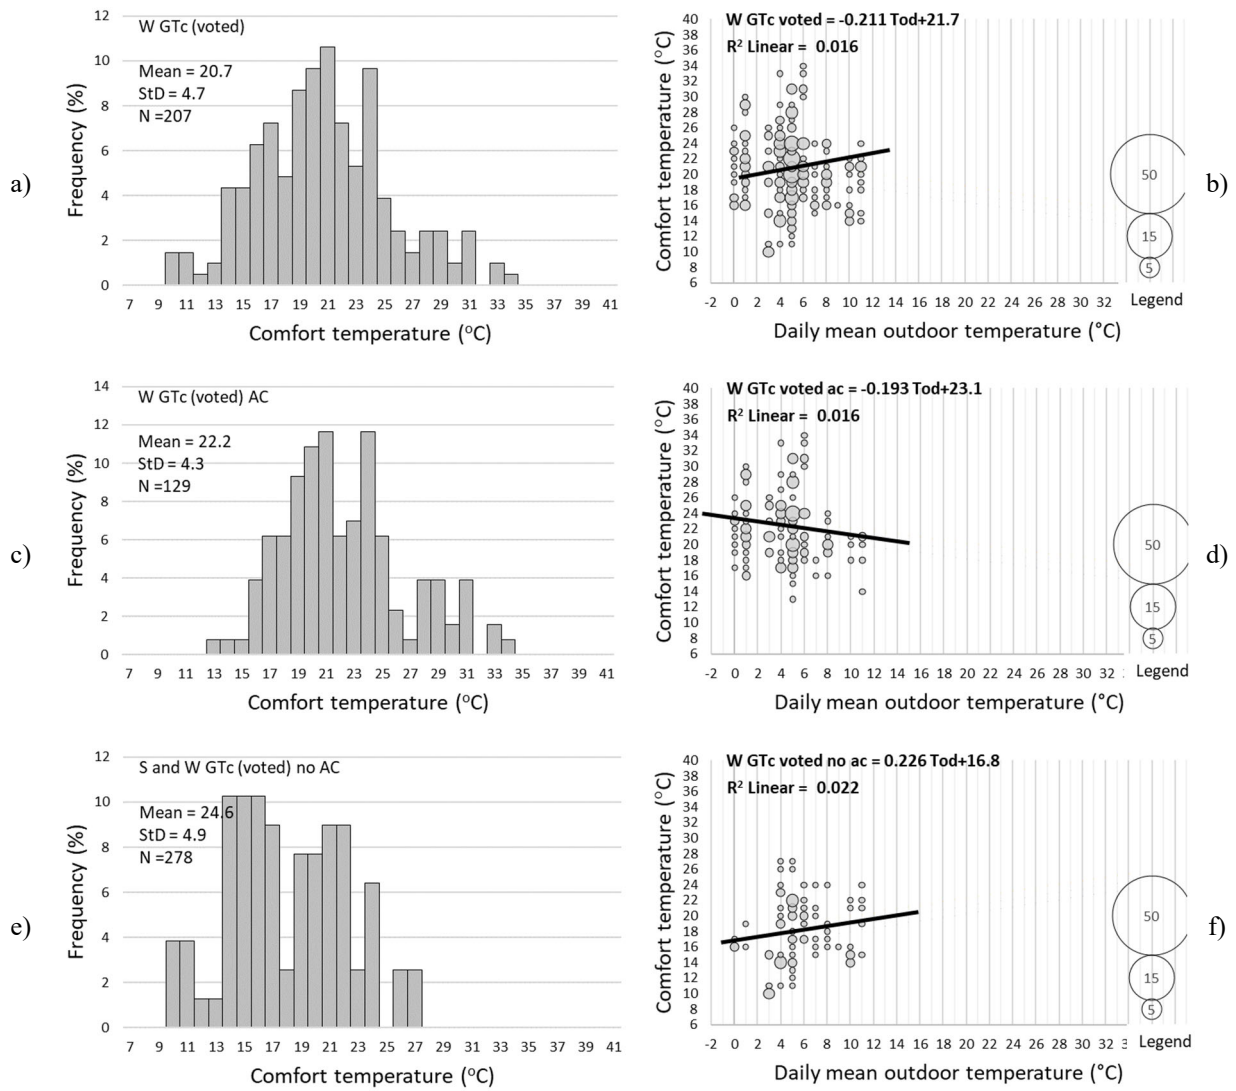 a)
12
10
8
6
4
2
0
Frequency (%)
W GTc (voted)
Mean = 20.7
StD = 4.7
N =207
7 9 11 13 15 17 19 21 23 25 27 29 31 33 35 37 39 41
Comfort temperature (°C)
b)
40
38
36
34
32
30
28
26
24
22
20
18
16
14
12
10
8
6
Comfort temperature (°C)
W GTc voted = -0.211 Tod+21.7
R² Linear = 0.016
50
15
5
-2 0 2 4 6 8 10 12 14 16 18 20 22 24 26 28 30 32
Legend
Daily mean outdoor temperature (°C)
c)
14
12
10
8
6
4
2
0
Frequency (%)
W GTc (voted) AC
Mean = 22.2
StD = 4.3
N =129
7 9 11 13 15 17 19 21 23 25 27 29 31 33 35 37 39 41
Comfort temperature (°C)
d)
40
38
36
34
32
30
28
26
24
22
20
18
16
14
12
10
8
6
Comfort temperature (°C)
W GTc voted ac = -0.193 Tod+23.1
R² Linear = 0.016
50
15
5
-2 0 2 4 6 8 10 12 14 16 18 20 22 24 26 28 30 32
Legend
Daily mean outdoor temperature (°C)
e)
12
10
8
6
4
2
0
Frequency (%)
S and W GTc (voted) no AC
Mean = 24.6
StD = 4.9
N =278
7 9 11 13 15 17 19 21 23 25 27 29 31 33 35 37 39 41
Comfort temperature (°C)
f)
40
38
36
34
32
30
28
26
24
22
20
18
16
14
12
10
8
6
Comfort temperature (°C)
W GTc voted no ac = 0.226 Tod+16.8
R² Linear = 0.022
50
15
5
-2 0 2 4 6 8 10 12 14 16 18 20 22 24 26 28 30 32
Legend
Daily mean outdoor temperature (°C)